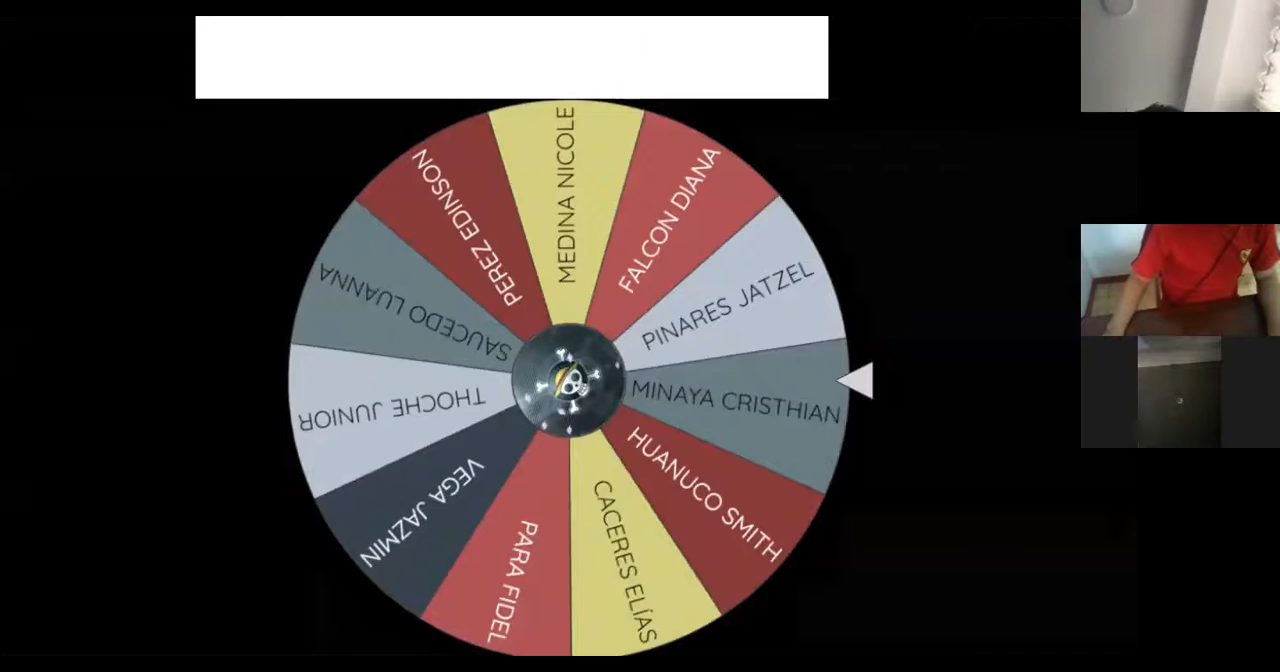 MEDINA NICOLE
FALCON DIANA
PINARES JATZEL
MINAYA CRISTHIAN
HUANUCO SMITH
CACERES ELÍAS
PARA FIDEL
VEGA JAZMIN
THOCHE JUNIOR
SAUCEDO LUANNA
PEREZ EDINSON